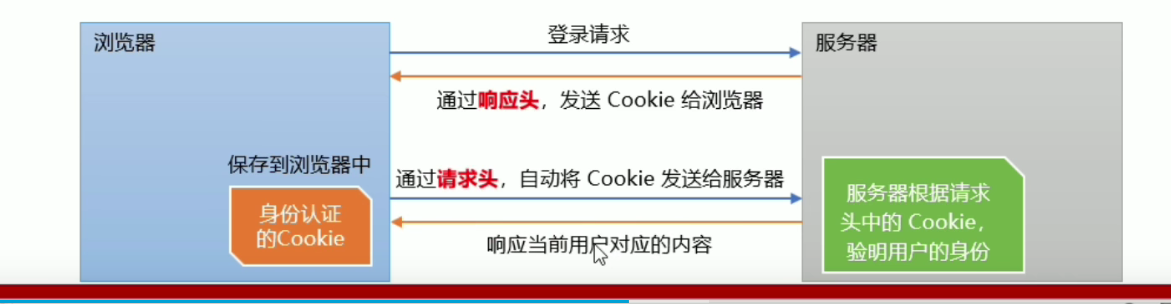 浏览器
登录请求
服务器
通过响应头，发送 Cookie 给浏览器
保存到浏览器中
通过请求头，自动将 Cookie 发送给服务器
身份认证
的Cookie
服务器根据请求
头中的 Cookie，
验明用户的身份
响应当前用户对应的内容